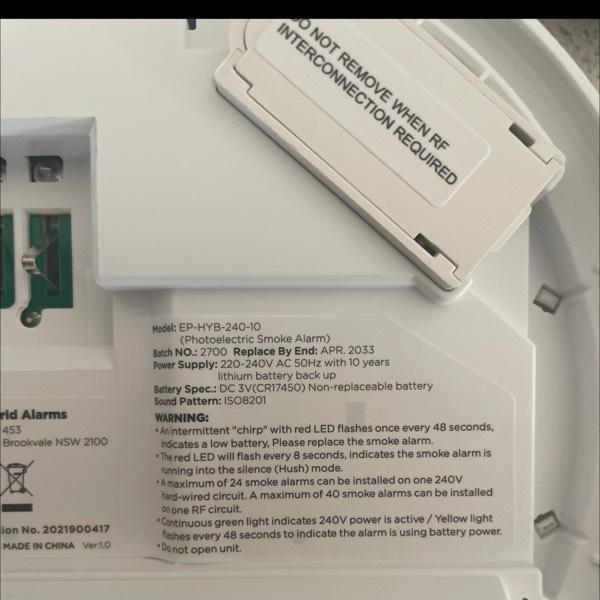 DO NOT REMOVE WHEN RF
INTERCONNECTION REQUIRED
Model: EP-HYB-240-10
(Photoelectric Smoke Alarm)
Batch NO.: 2700 Replace By End: APR. 2033
Power Supply: 220-240V AC 50Hz with 10 years
lithium battery back up
Battery Spec.: DC 3V(CR17450) Non-replaceable battery
Sound Pattern: ISO8201
WARNING:
• An intermittent "chirp" with red LED flashes once every 48 seconds,
indicates a low battery, Please replace the smoke alarm.
• The red LED will flash every 8 seconds, indicates the smoke alarm is
running into the silence (Hush) mode.
• A maximum of 24 smoke alarms can be installed on one 240V
hard-wired circuit. A maximum of 40 smoke alarms can be installed
on one RF circuit.
• Continuous green light indicates 240V power is active / Yellow light
flashes every 48 seconds to indicate the alarm is using battery power.
• Do not open unit.
rid Alarms
453
Brookvale NSW 2100
ion No. 2021900417
MADE IN CHINA Ver:1.0